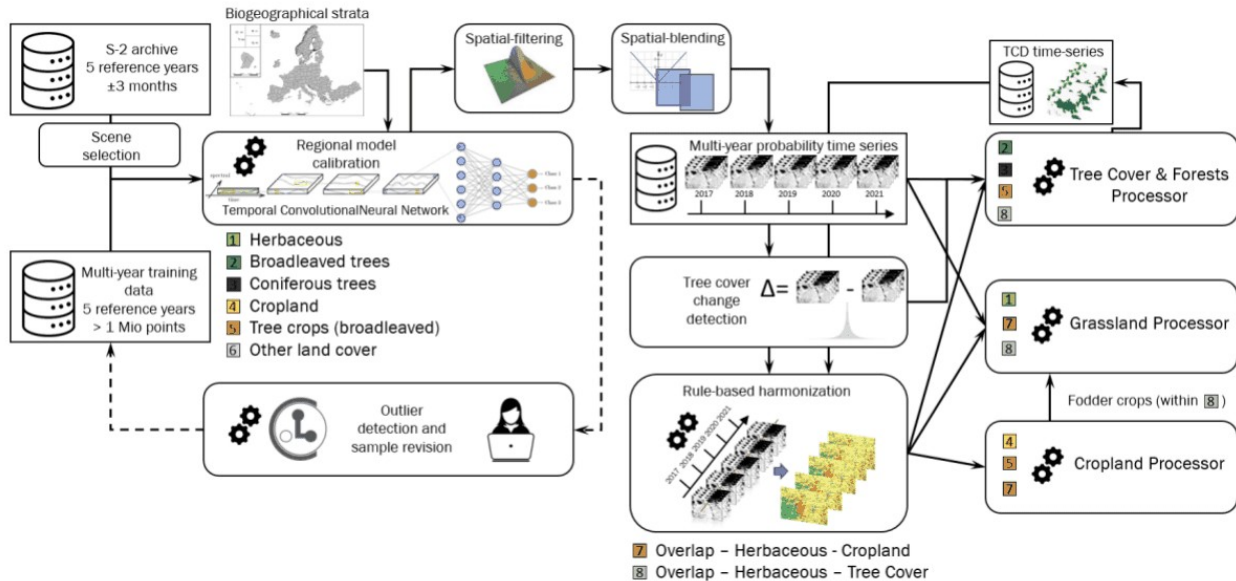 Biogeographical strata
S-2 archive
5 reference years
±3 months
Scene
selection
Spatial-filtering
Spatial-blending
TCD time-series
Regional model
calibration
Temporal ConvolutionalNeural Network
Class 1
Class 2
Class 3
Multi-year probability time series
2017 2018 2019 2020 2021
2
3
5
8
Tree Cover & Forests
Processor
1 Herbaceous
2 Broadleaved trees
3 Coniferous trees
4 Cropland
5 Tree crops (broadleaved)
6 Other land cover
Multi-year training
data
5 reference years
> 1 Mio points
Tree cover
change
detection
Δ= -
1
7
8
Grassland Processor
Outlier
detection and
sample revision
Rule-based harmonization
2017 2018 2019 2020 2021
Fodder crops (within 8 )
4
5
7
Cropland Processor
7 Overlap – Herbaceous - Cropland
8 Overlap – Herbaceous – Tree Cover